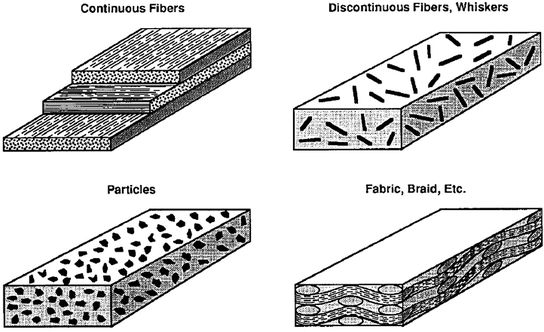 Continuous Fibers
Discontinuous Fibers, Whiskers
Particles
Fabric, Braid, Etc.